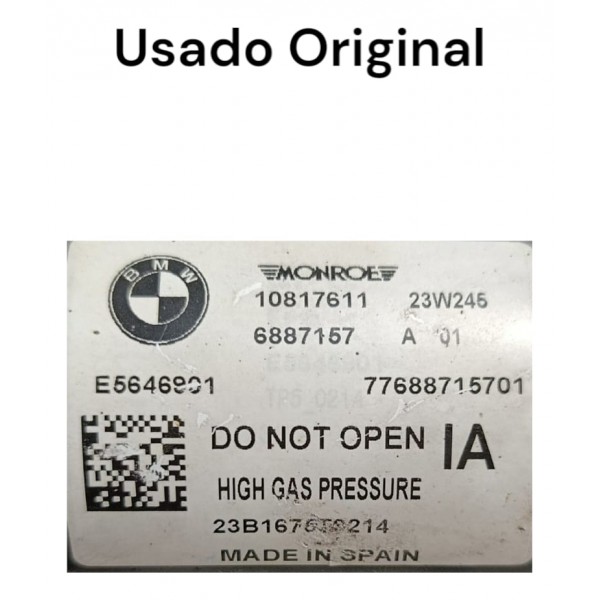 Usado Original
BMW
MONROE
10817611 23W245
6887157 A 01
77688715701
DO NOT OPEN IA
HIGH GAS PRESSURE
MADE IN SPAIN